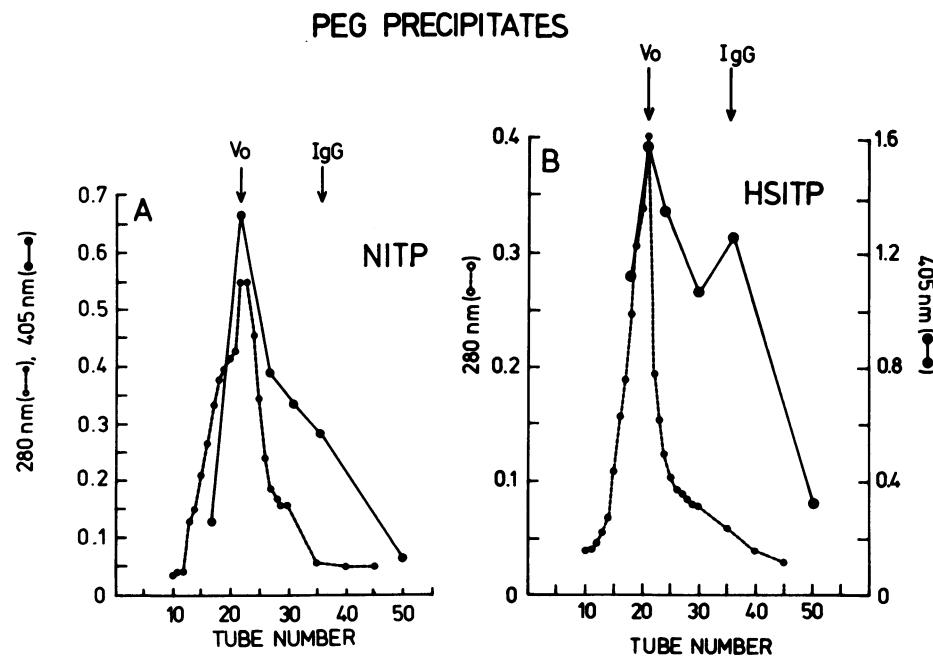 PEG PRECIPITATES
Vo
IgG
A
NITP
0.7
0.6
0.5
0.4
0.3
0.2
0.1
0
280 nm (●—●), 405 nm (●—●)
10 20 30 40 50
TUBE NUMBER
Vo
IgG
B
HSITP
0.4
0.3
0.2
0.1
0
280 nm (o—o)
1.6
1.2
0.8
0.4
0
405 nm (●—●)
10 20 30 40 50
TUBE NUMBER